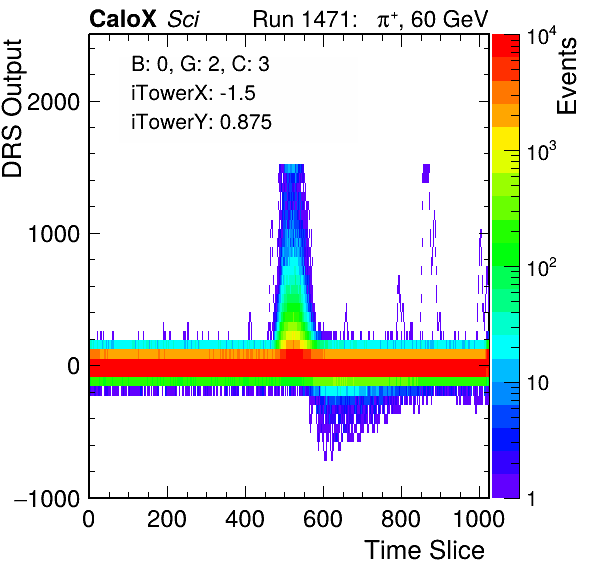 CaloX Sci Run 1471: π⁺, 60 GeV
B: 0, G: 2, C: 3
iTowerX: -1.5
iTowerY: 0.875
DRS Output
2000
1000
0
−1000
0 200 400 600 800 1000
Time Slice
Events
10⁴
10³
10²
10
1